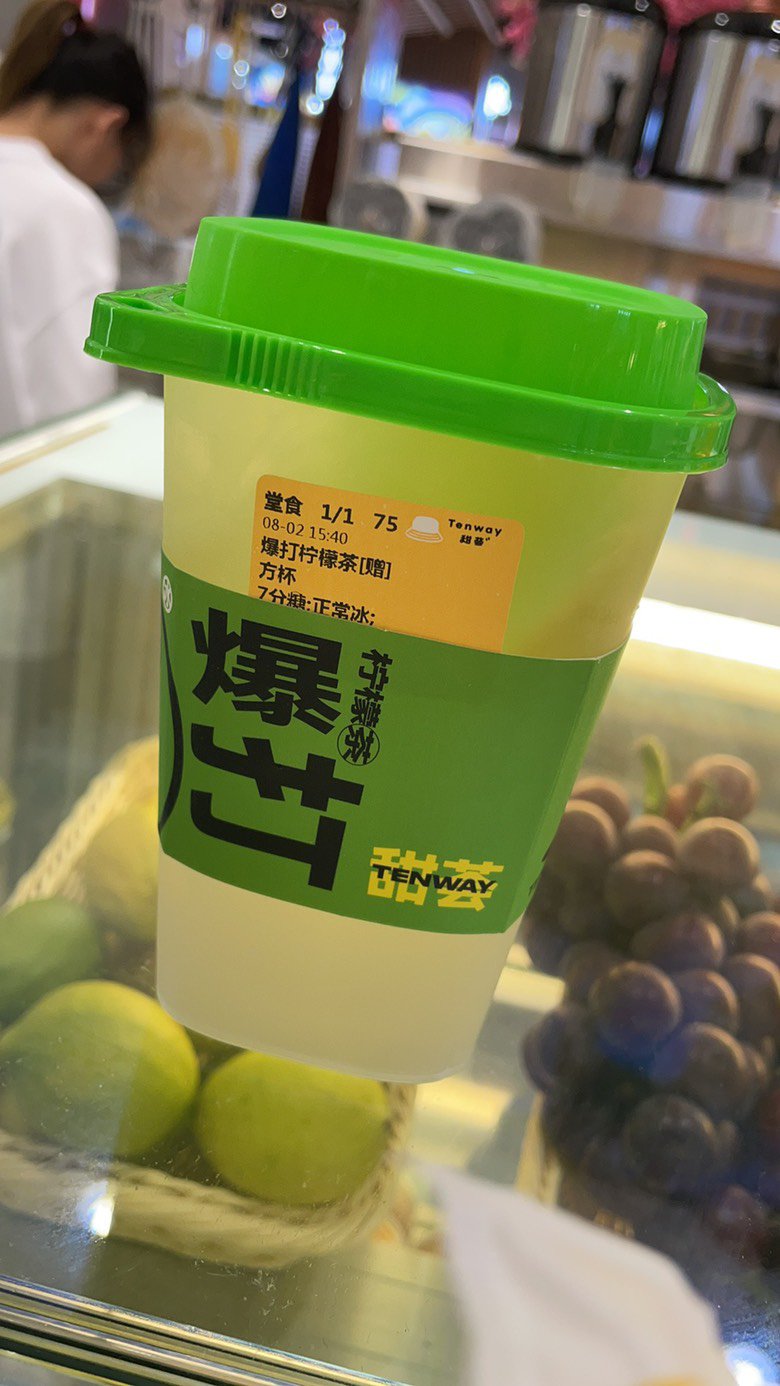 堂食 1/1 75
Tenway
甜荟
08-02 15:40
爆打柠檬茶[赠]
方杯
7分糖;正常冰;
爆打
柠檬茶
甜荟
TENWAY